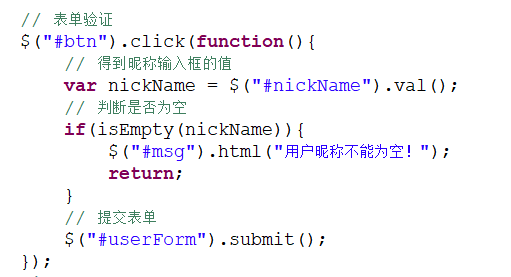 // 表单验证
$("#btn").click(function(){
    // 得到昵称输入框的值
    var nickName = $("#nickName").val();
    // 判断是否为空
    if(isEmpty(nickName)){
        $("#msg").html("用户昵称不能为空！");
        return;
    }
    // 提交表单
    $("#userForm").submit();
});